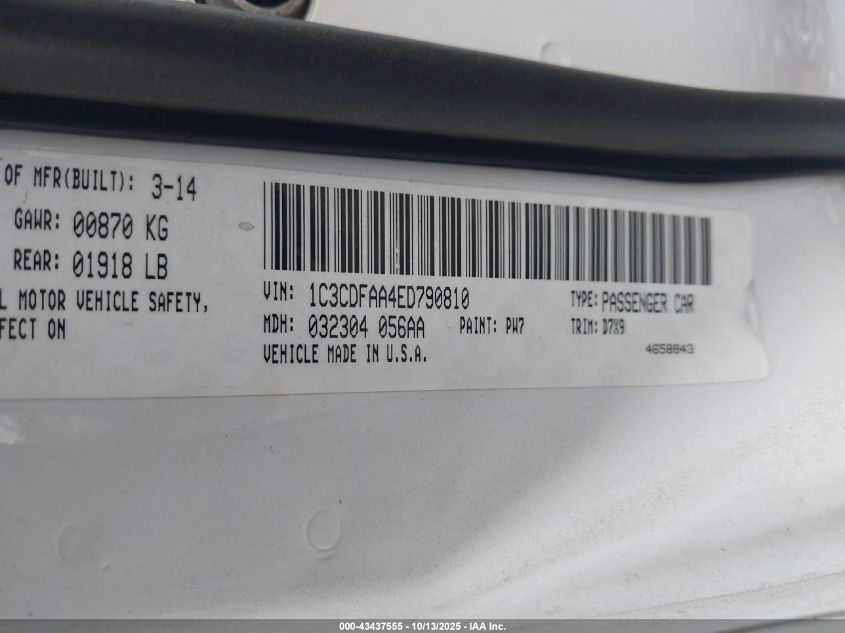 OF MFR(BUILT): 3-14
GAWR: 00870 KG
REAR: 01918 LB
L MOTOR VEHICLE SAFETY,
FECT ON
VIN: 1C3CDFAA4ED790810 TYPE: PASSENGER CAR
MDH: 032304 056AA PAINT: PW7 TRIM: D7X9
VEHICLE MADE IN U.S.A. 4658843
000-43437555 - 10/13/2025 - IAA Inc.